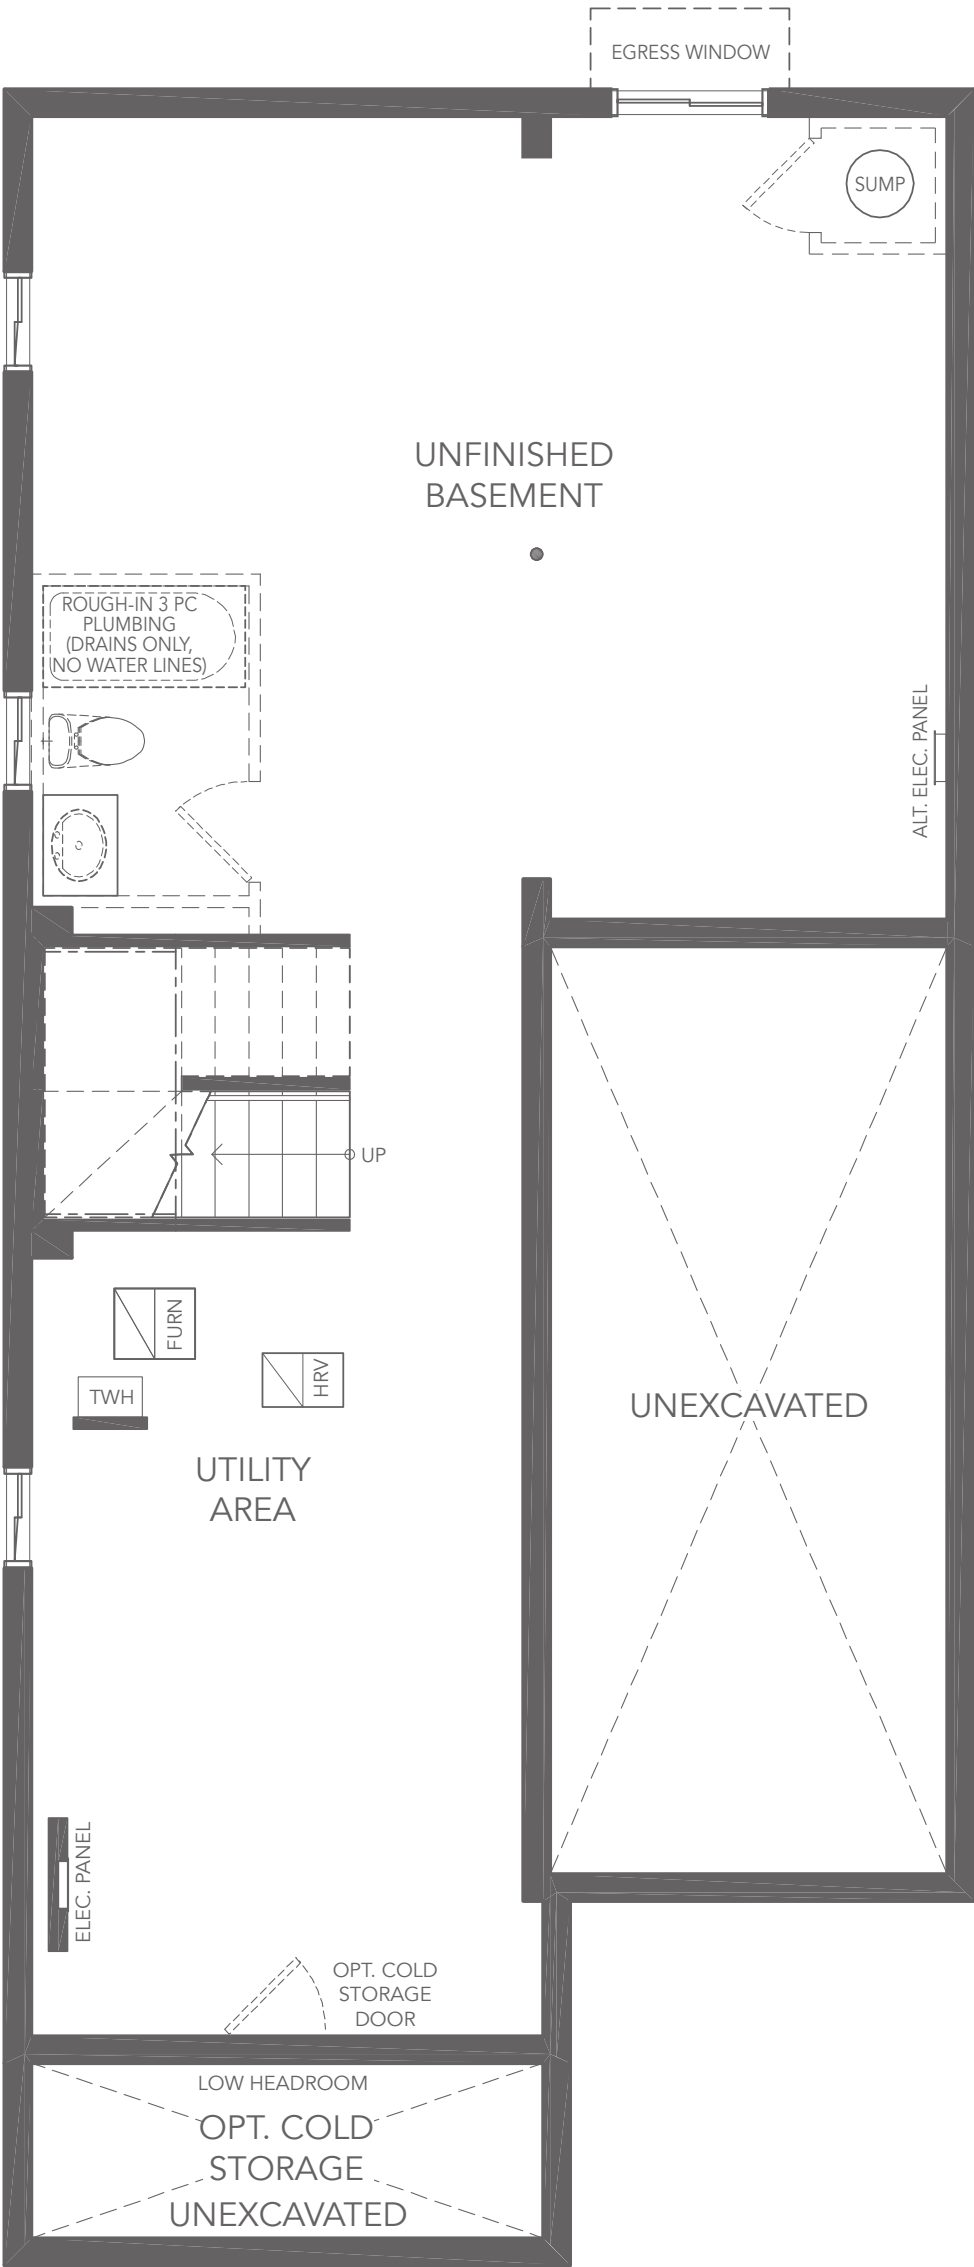 EGRESS WINDOW
SUMP
UNFINISHED
BASEMENT
ROUGH-IN 3 PC
PLUMBING
(DRAINS ONLY,
NO WATER LINES)
ALT. ELEC. PANEL
UP
FURN
HRV
TWH
UNEXCAVATED
UTILITY
AREA
ELEC. PANEL
OPT. COLD
STORAGE
DOOR
LOW HEADROOM
OPT. COLD
STORAGE
UNEXCAVATED